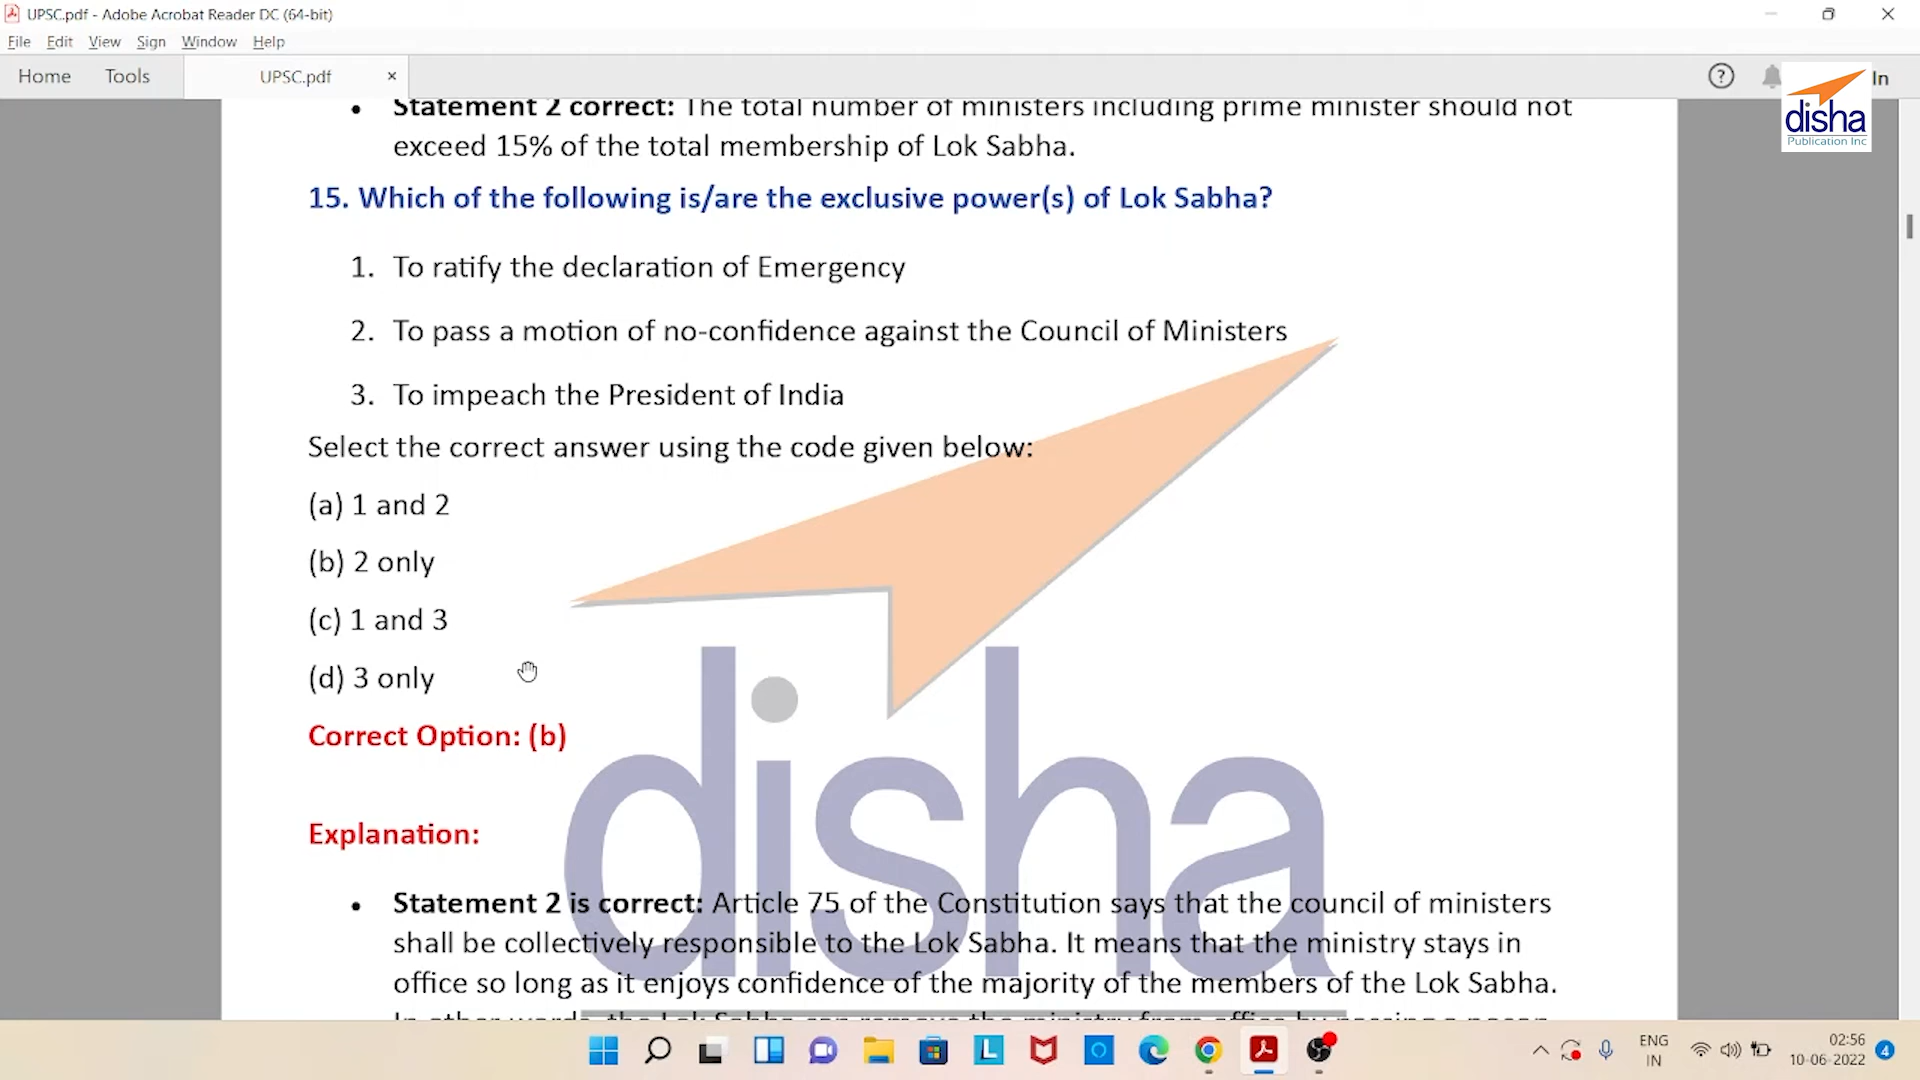 UPSC.pdf - Adobe Acrobat Reader DC (64-bit)
File Edit View Sign Window Help
Home Tools UPSC.pdf
In
disha
Publication Inc
• Statement 2 correct: The total number of ministers including prime minister should not
exceed 15% of the total membership of Lok Sabha.
15. Which of the following is/are the exclusive power(s) of Lok Sabha?
1. To ratify the declaration of Emergency
2. To pass a motion of no-confidence against the Council of Ministers
3. To impeach the President of India
Select the correct answer using the code given below:
(a) 1 and 2
(b) 2 only
(c) 1 and 3
(d) 3 only
Correct Option: (b)
disha
Explanation:
• Statement 2 is correct: Article 75 of the Constitution says that the council of ministers
shall be collectively responsible to the Lok Sabha. It means that the ministry stays in
office so long as it enjoys confidence of the majority of the members of the Lok Sabha.
ENG
IN
02:56
10-06-2022
4